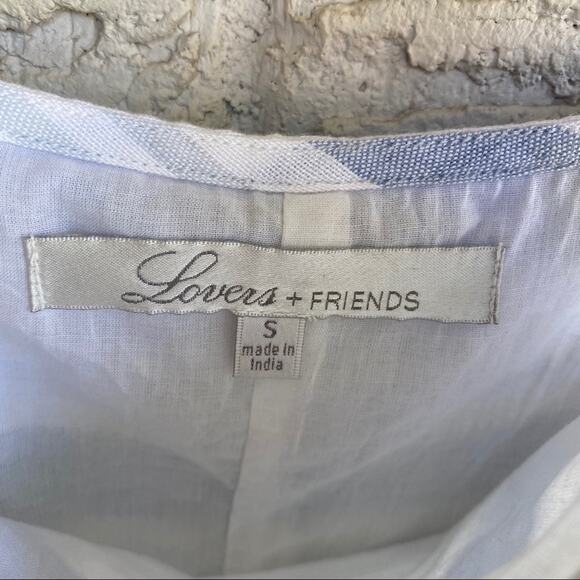 Lovers + FRIENDS
S
made in
India